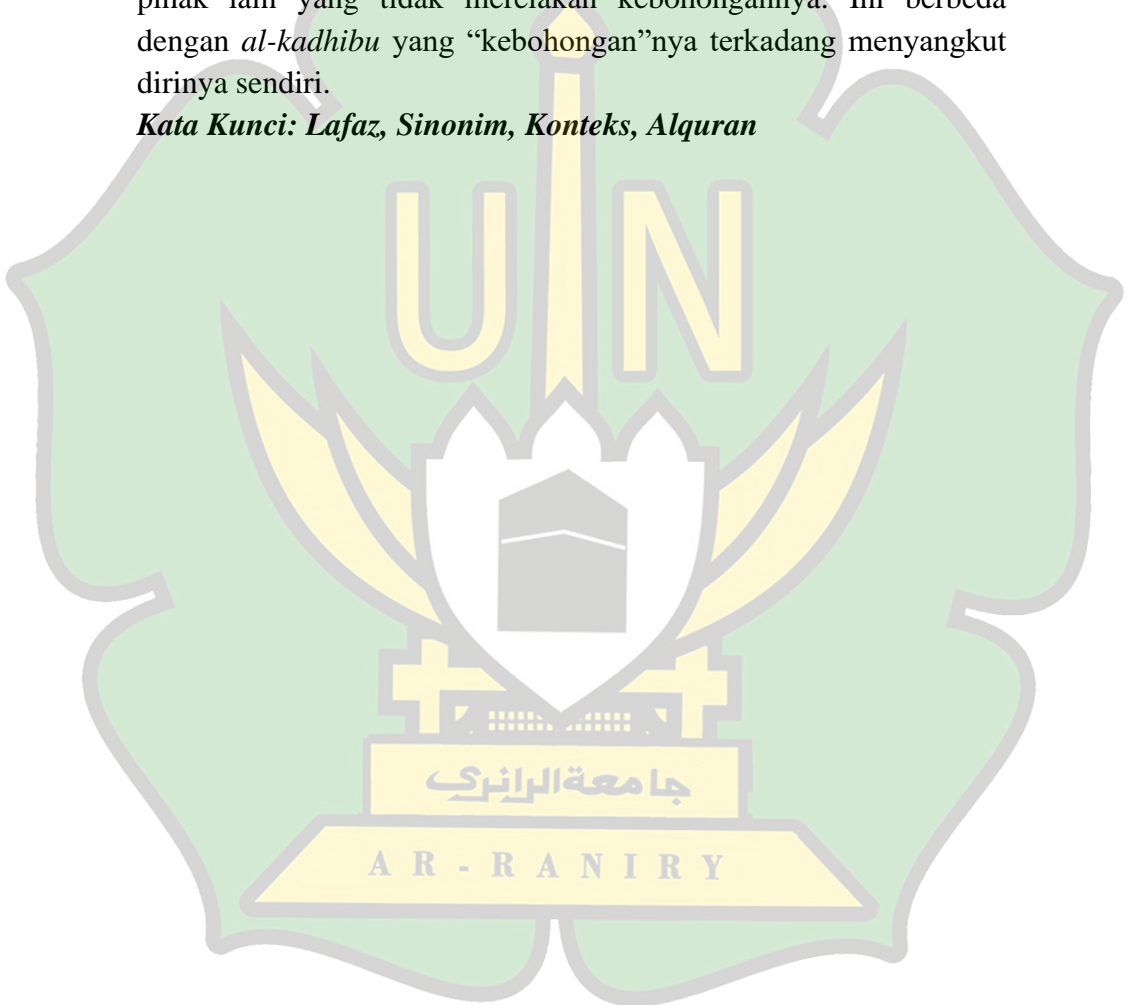 pihak lain yang tidak merelakan kebohongannya. Ini berbeda
dengan al-kadhibu yang “kebohongan”nya terkadang menyangkut
dirinya sendiri.
Kata Kunci: Lafaz, Sinonim, Konteks, Alquran
U N
جامعة الرانري
AR-RANIRY